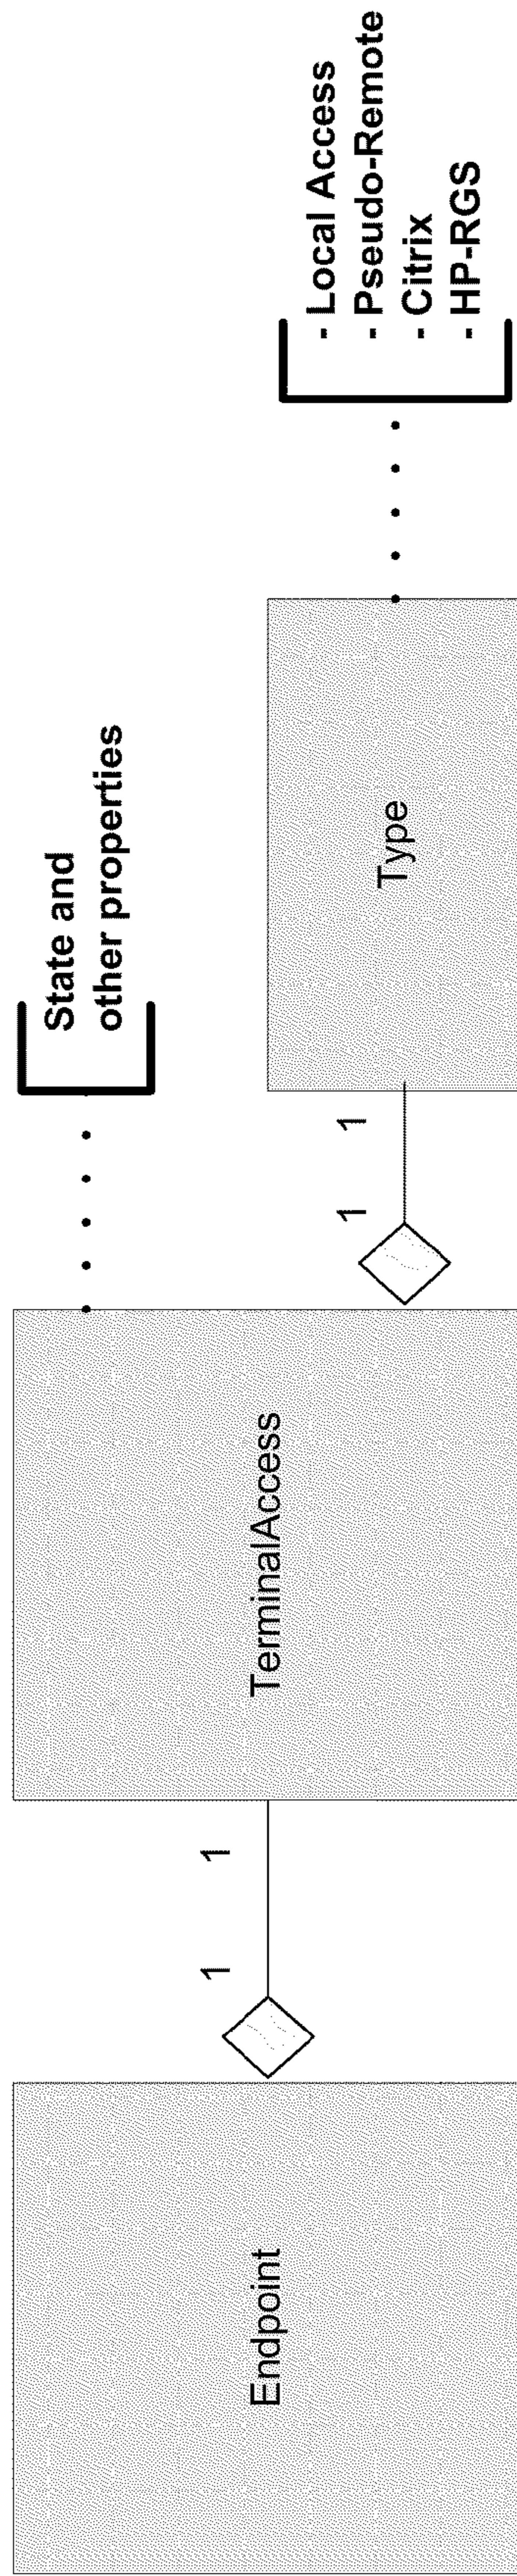 Endpoint
1
1
TerminalAccess
State and
other properties
1
1
Type
- Local Access
- Pseudo-Remote
- Citrix
- HP-RGS